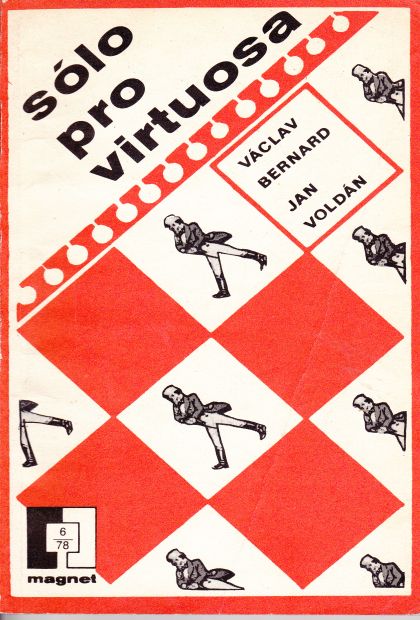 sólo
pro
virtuosa
VÁCLAV
BERNARD
JAN
VOLDÁN
6
78
magnet